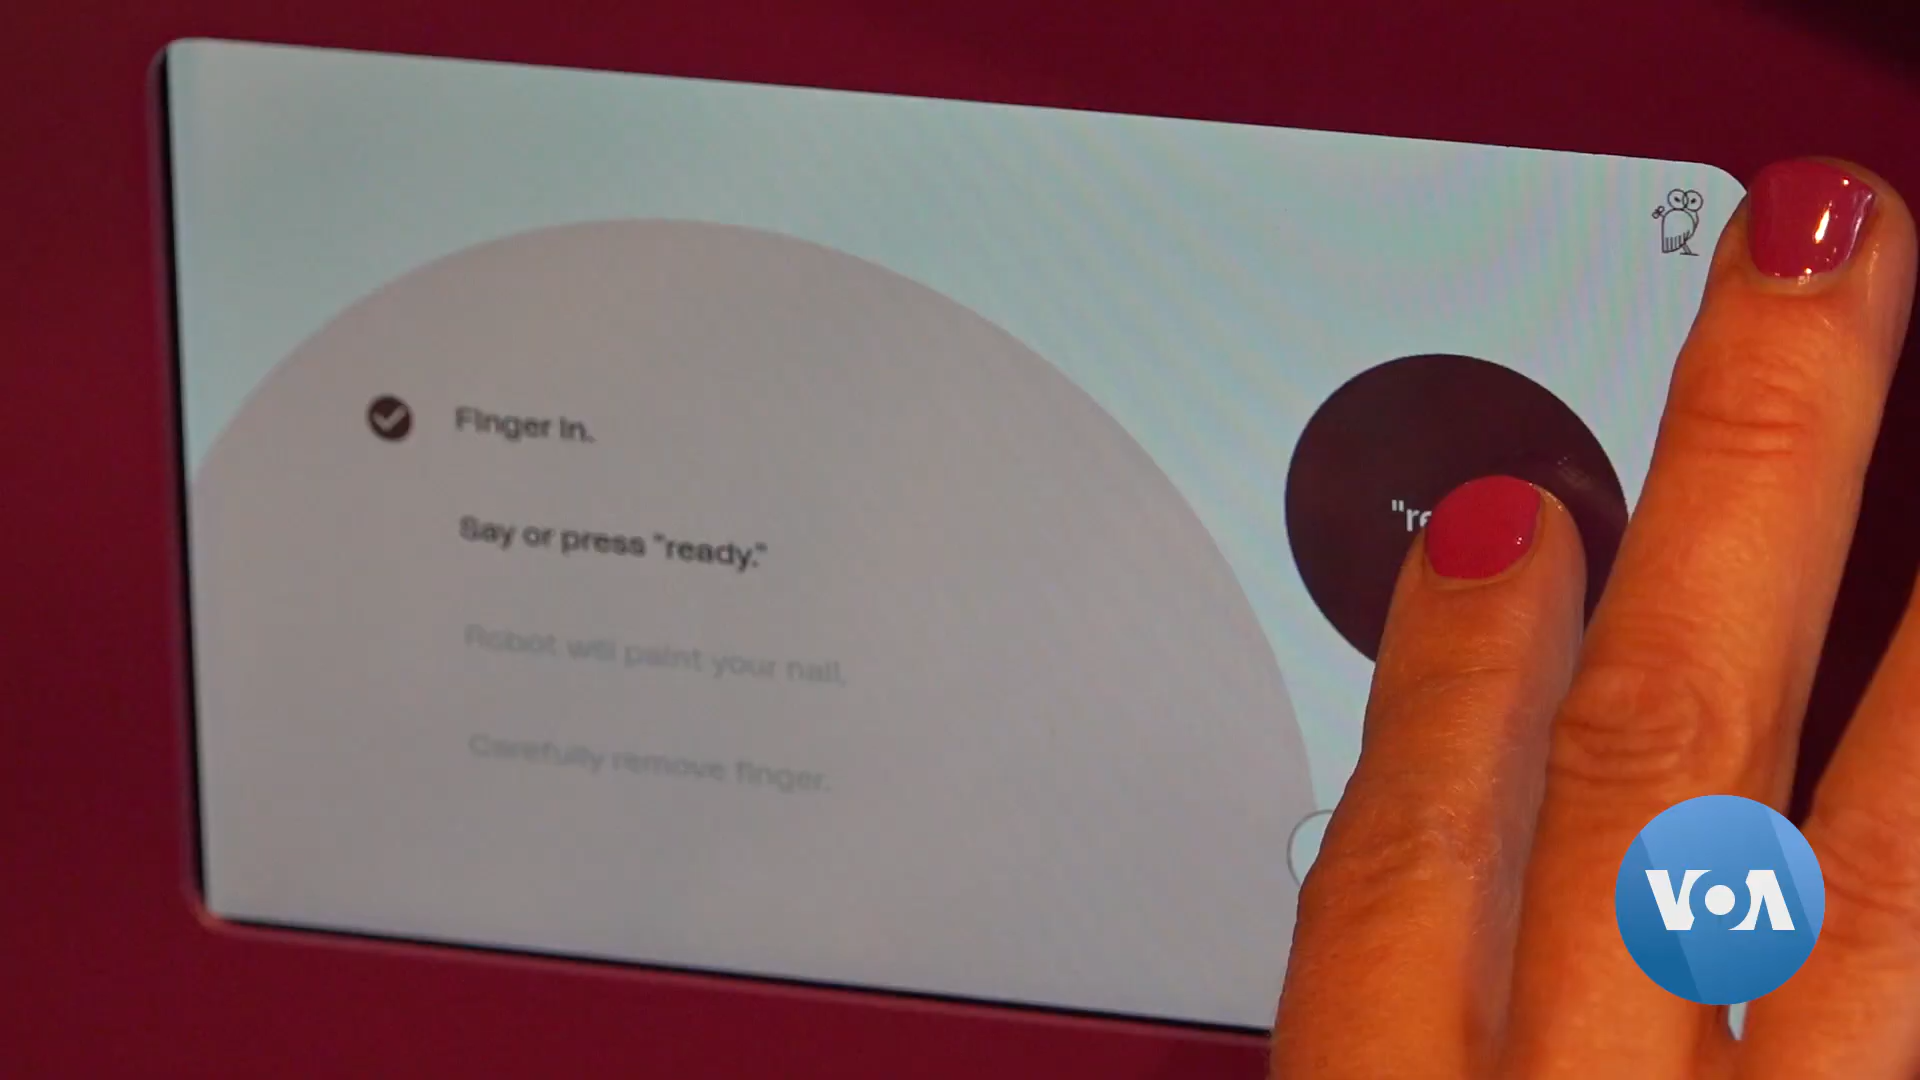 Finger in.
Say or press "ready."
"re
Robot will paint your nail.
Carefully remove finger.
VOA